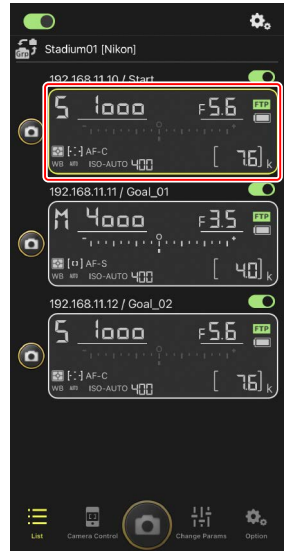 Grp
Stadium01 [Nikon]
192.168.11.10 / Start
S 1000 F5.6 FTP
AF-C
WB ISO-AUTO 400 [ 7.6] k
192.168.11.11 / Goal_01
M 4000 F3.5 FTP
AF-S
WB ISO-AUTO 400 [ 4.0] k
192.168.11.12 / Goal_02
S 1000 F5.6 FTP
AF-C
WB ISO-AUTO 400 [ 7.6] k
List Camera Control Change Params Option